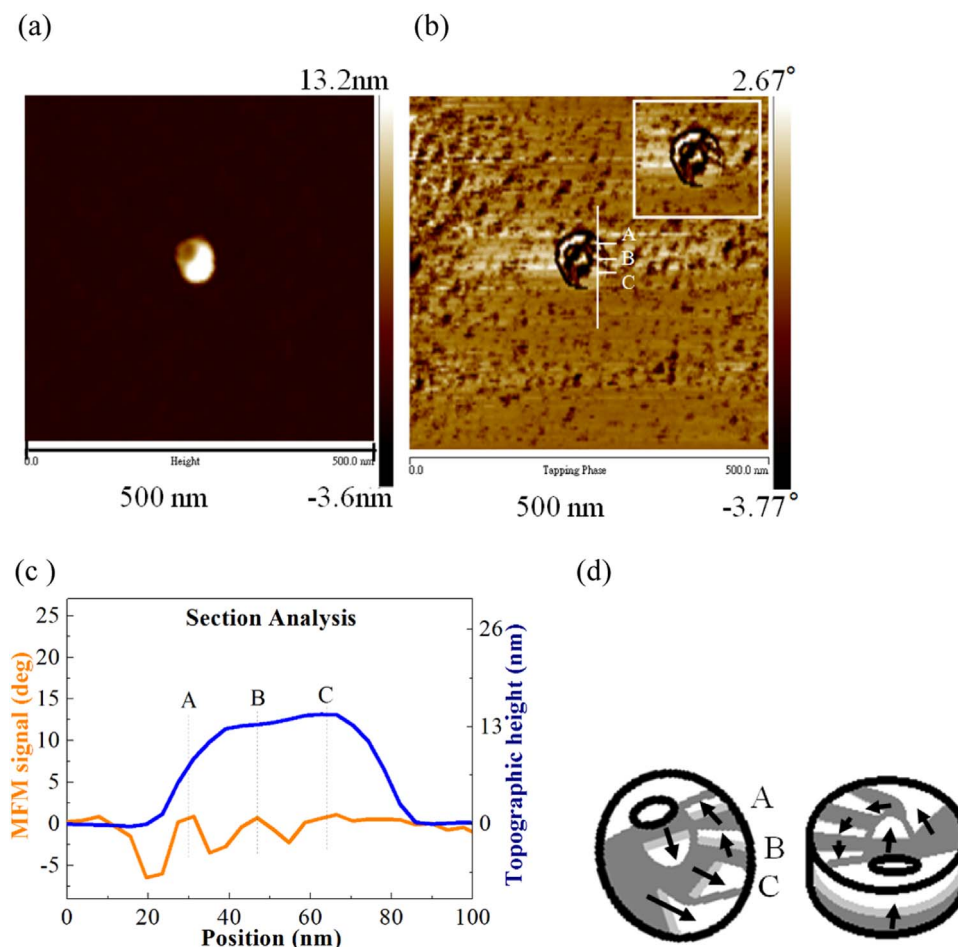 (a)
(b)
13.2nm
2.67°
A
B
C
0.0
Height
500.0 nm
500 nm
-3.6nm
0.0
Tapping Phase
500.0 nm
500 nm
-3.77°
(c )
(d)
Section Analysis
25
20
15
10
5
0
-5
MFM signal (deg)
26
13
0
Topographic height (nm)
A
B
C
0
20
40
60
80
100
Position (nm)
A
B
C